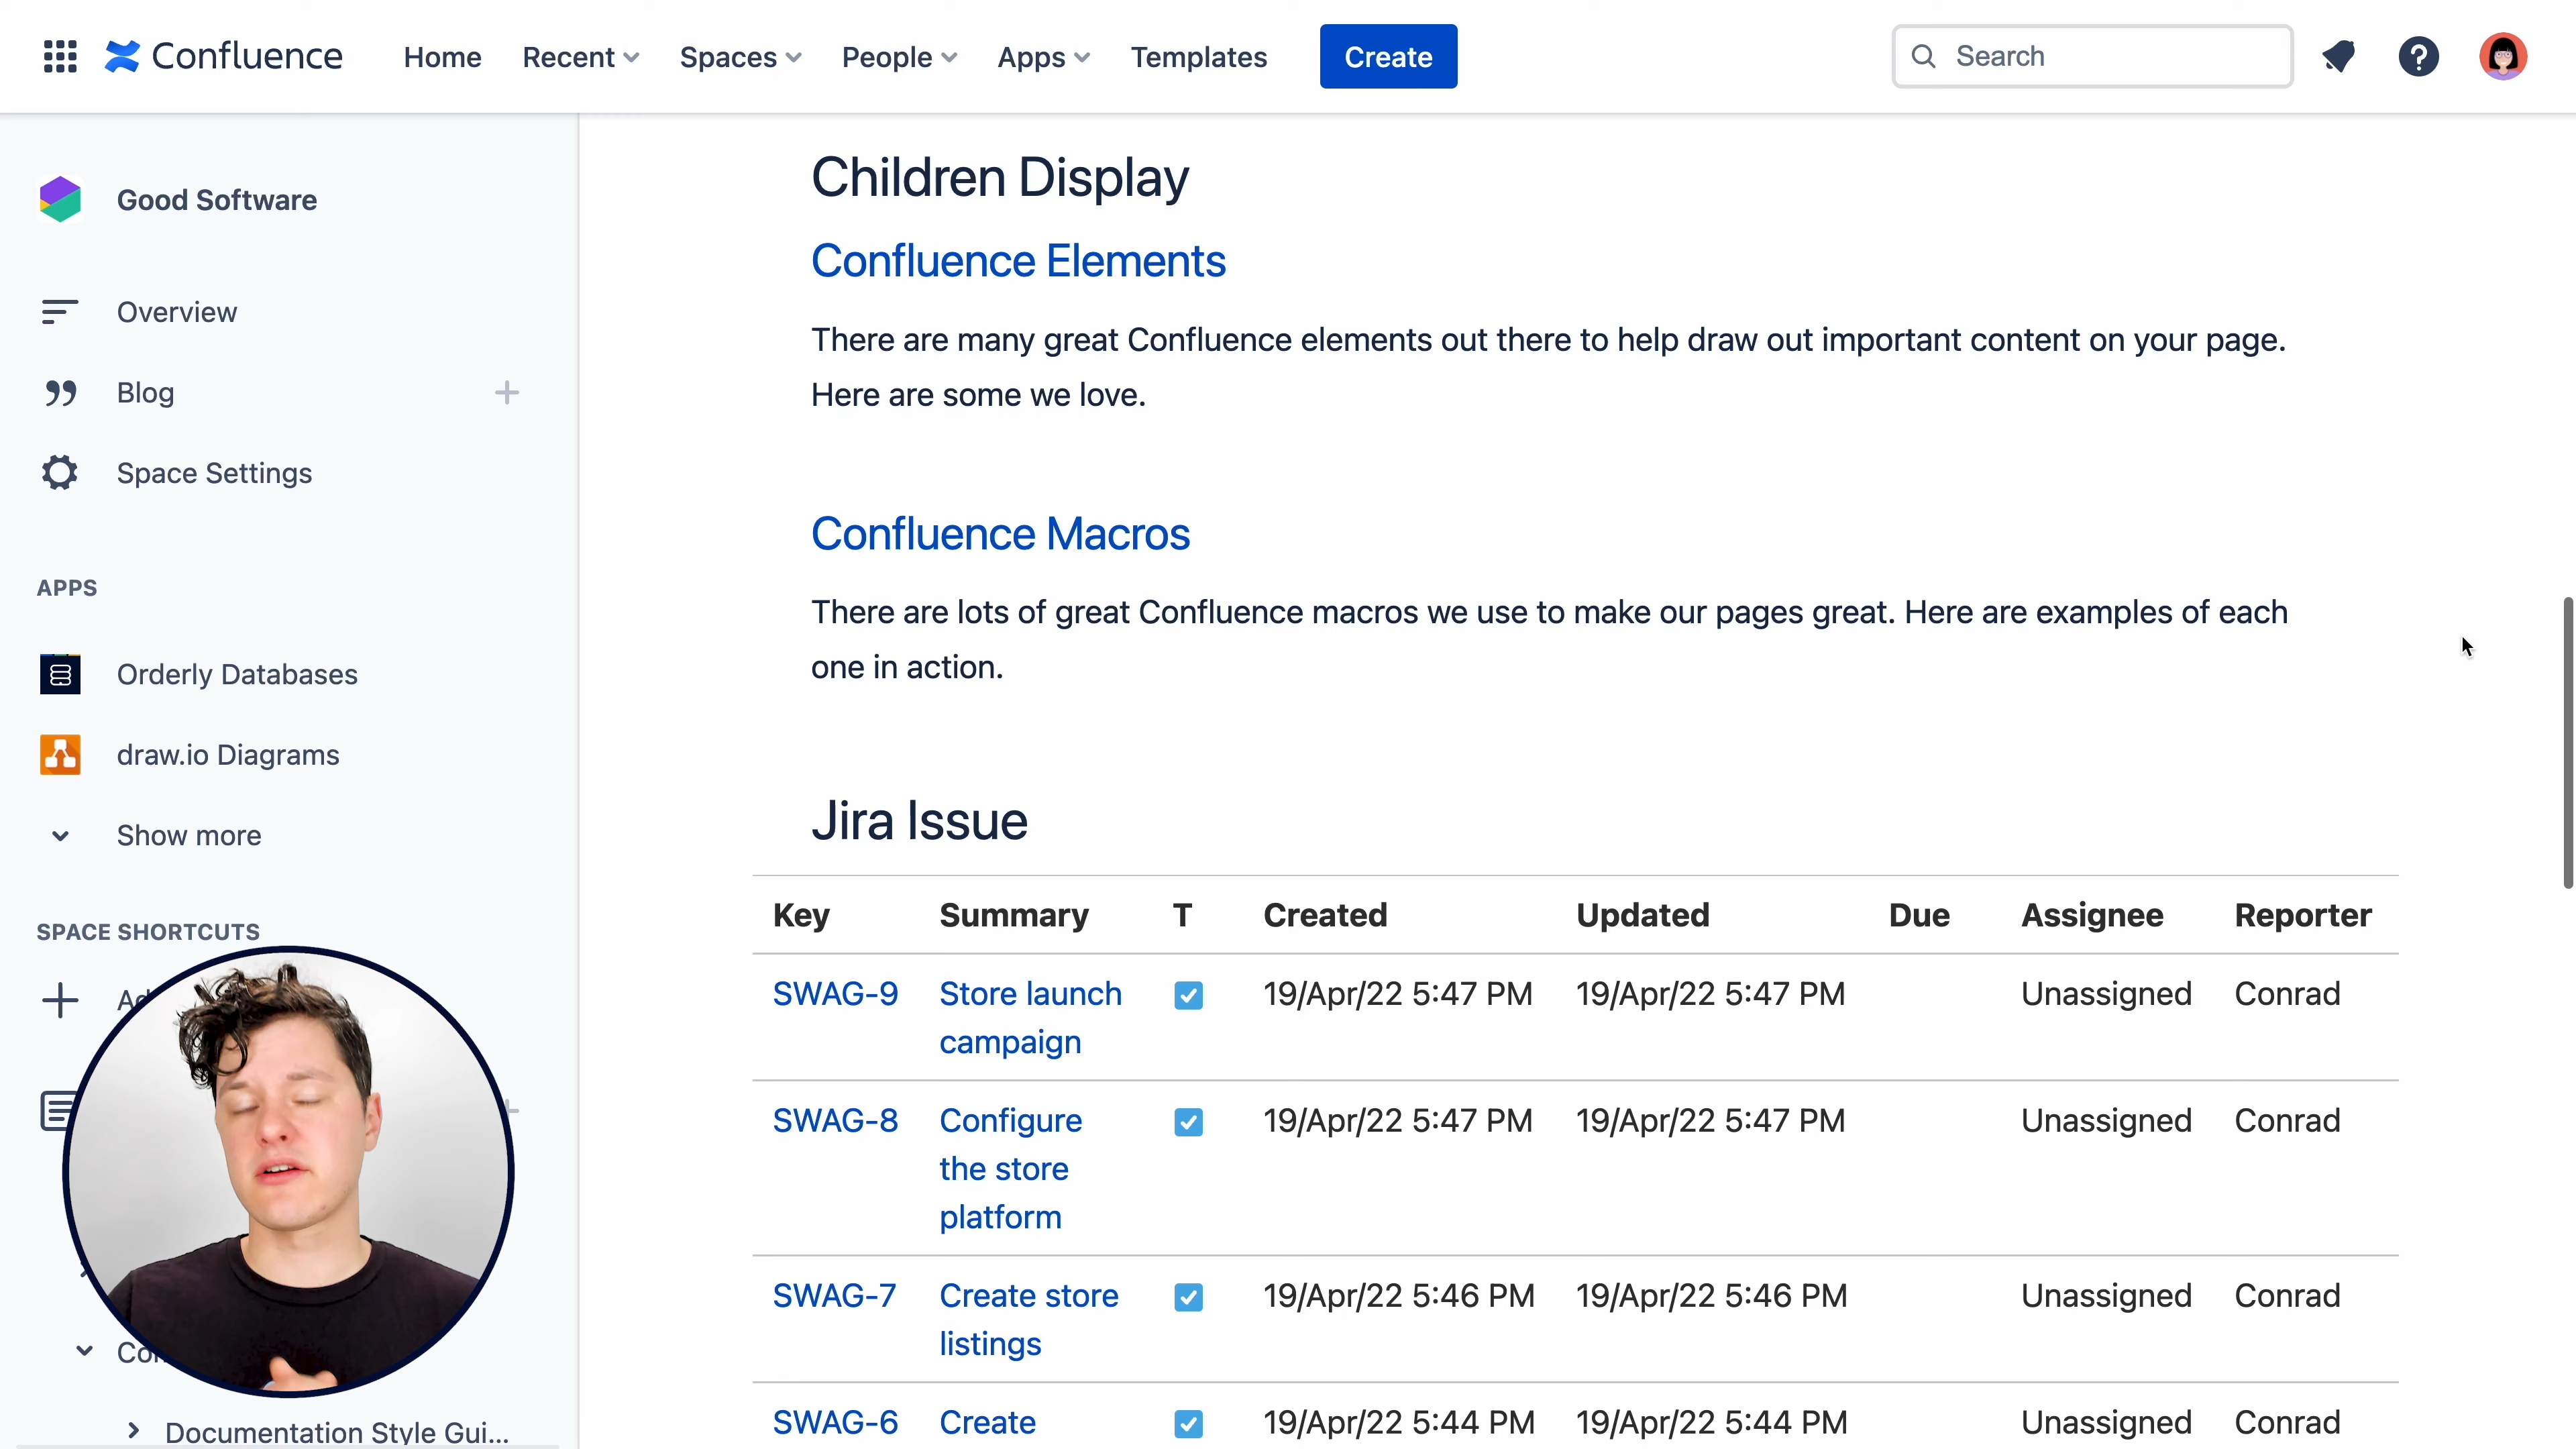 Confluence
Home
Recent
Spaces
People
Apps
Templates
Create
Search
Good Software
Overview
Blog
Space Settings
APPS
Orderly Databases
draw.io Diagrams
Show more
SPACE SHORTCUTS
Documentation Style Gui...
Children Display
Confluence Elements
There are many great Confluence elements out there to help draw out important content on your page.
Here are some we love.
Confluence Macros
There are lots of great Confluence macros we use to make our pages great. Here are examples of each
one in action.
Jira Issue
Key Summary T Created Updated Due Assignee Reporter
SWAG-9 Store launch 19/Apr/22 5:47 PM 19/Apr/22 5:47 PM Unassigned Conrad
campaign
SWAG-8 Configure 19/Apr/22 5:47 PM 19/Apr/22 5:47 PM Unassigned Conrad
the store
platform
SWAG-7 Create store 19/Apr/22 5:46 PM 19/Apr/22 5:46 PM Unassigned Conrad
listings
SWAG-6 Create 19/Apr/22 5:44 PM 19/Apr/22 5:44 PM Unassigned Conrad